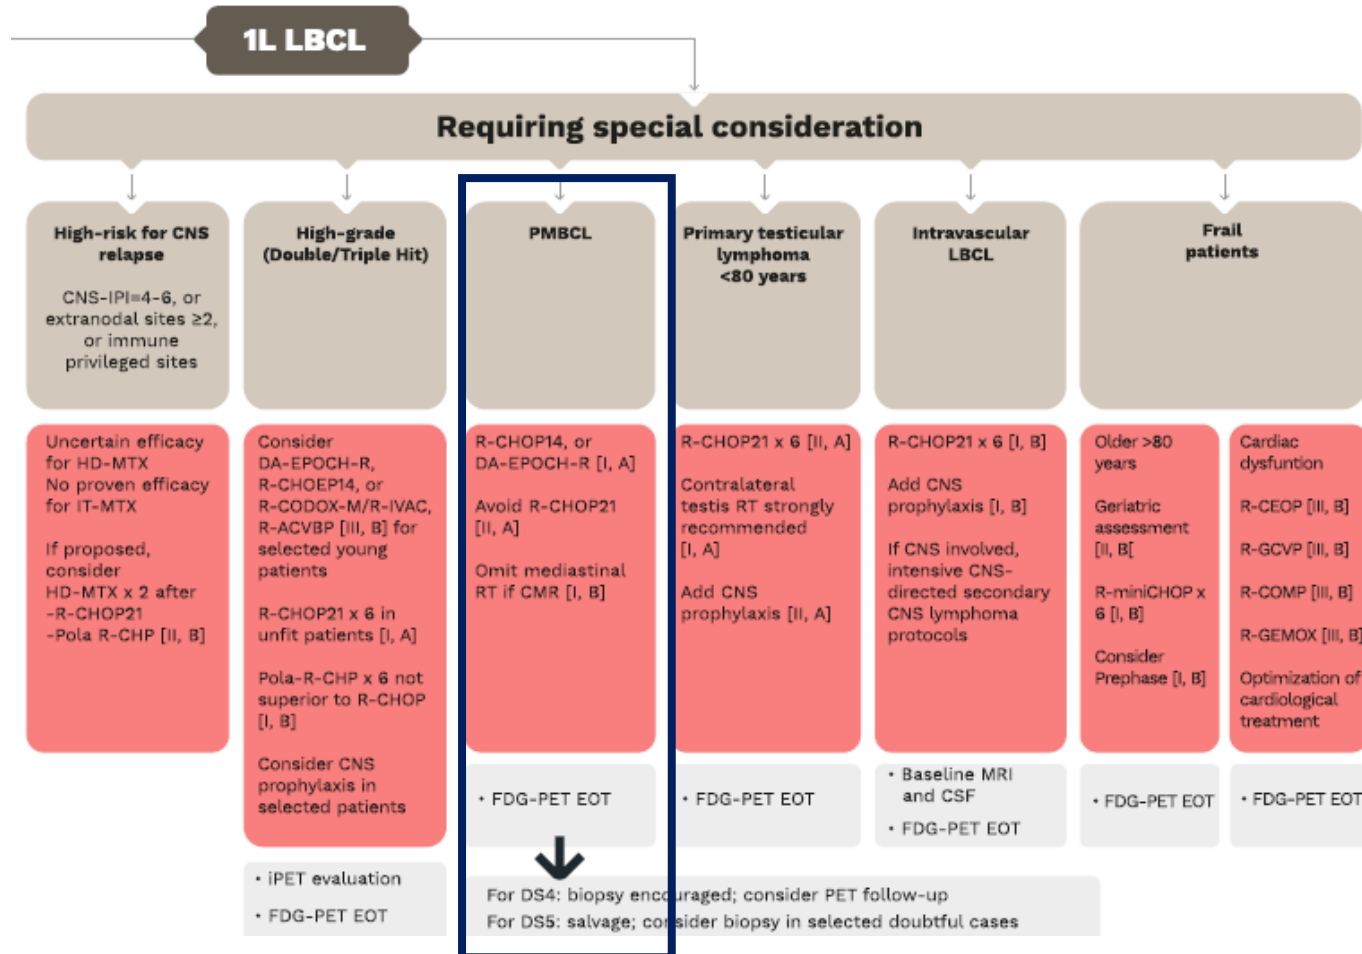 1L LBCL
Requiring special consideration
High-risk for CNS
relapse
CNS-IPI=4-6, or
extranodal sites ≥2,
or immune
privileged sites
Uncertain efficacy
for HD-MTX
No proven efficacy
for IT-MTX
If proposed,
consider
HD-MTX x 2 after
-R-CHOP21
-Pola R-CHP [II, B]
High-grade
(Double/Triple Hit)
Consider
DA-EPOCH-R,
R-CHOEP14, or
R-CODOX-M/R-IVAC,
R-ACVBP [III, B] for
selected young
patients
R-CHOP21 x 6 in
unfit patients [I, A]
Pola-R-CHP x 6 not
superior to R-CHOP
[I, B]
Consider CNS
prophylaxis in
selected patients
• iPET evaluation
• FDG-PET EOT
PMBCL
R-CHOP14, or
DA-EPOCH-R [I, A]
Avoid R-CHOP21
[II, A]
Omit mediastinal
RT if CMR [I, B]
• FDG-PET EOT
Primary testicular
lymphoma
<80 years
R-CHOP21 x 6 [II, A]
Contralateral
testis RT strongly
recommended
[I, A]
Add CNS
prophylaxis [II, A]
• FDG-PET EOT
Intravascular
LBCL
R-CHOP21 x 6 [I, B]
Add CNS
prophylaxis [I, B]
If CNS involved,
intensive CNS-
directed secondary
CNS lymphoma
protocols
• Baseline MRI
and CSF
• FDG-PET EOT
Frail
patients
Older >80
years
Geriatric
assessment
[II, B[
R-miniCHOP x
6 [I, B]
Consider
Prephase [I, B]
• FDG-PET EOT
Cardiac
dysfuntion
R-CEOP [III, B]
R-GCVP [III, B]
R-COMP [III, B]
R-GEMOX [III, B]
Optimization of
cardiological
treatment
• FDG-PET EOT
For DS4: biopsy encouraged; consider PET follow-up
For DS5: salvage; consider biopsy in selected doubtful cases